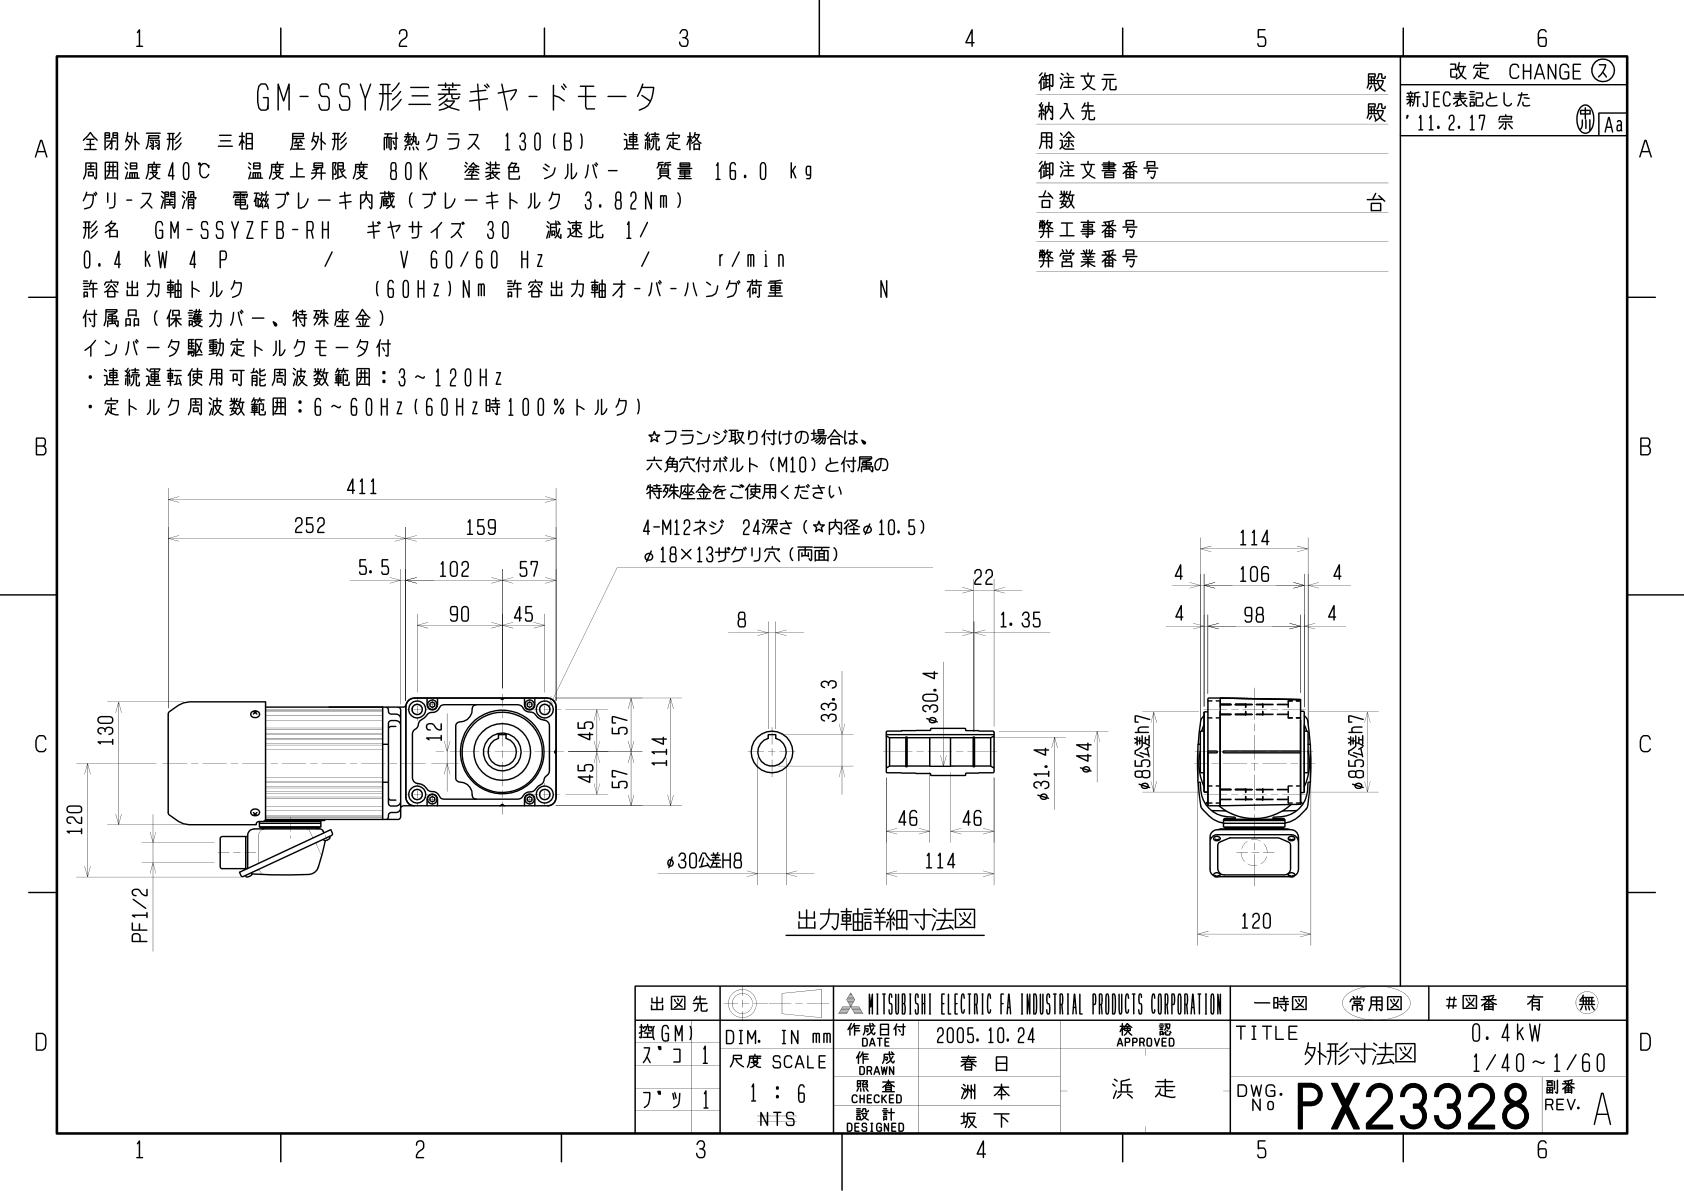 1 2 3 4 5 6
GM-SSY形三菱ギヤ-ドモータ
全閉外扇形 三相 屋外形 耐熱クラス 130(B) 連続定格
周囲温度40℃ 温度上昇限度 80K 塗装色 シルバー 質量 16.0 kg
グリ-ス潤滑 電磁ブレーキ内蔵(ブレーキトルク 3.82Nm)
形名 GM-SSYZFB-RH ギヤサイズ 30 減速比 1/
0.4 kW 4 P / V 60/60 Hz / r/min
許容出力軸トルク (60Hz)Nm 許容出力軸オ-バ-ハング荷重 N
付属品(保護カバー、特殊座金)
インバータ駆動定トルクモータ付
・連続運転使用可能周波数範囲:3~120Hz
・定トルク周波数範囲:6~60Hz(60Hz時100%トルク)
御注文元 殿
納入先 殿
用途
御注文書番号
台数 台
弊工事番号
弊営業番号
改定 CHANGE ス
新JEC表記とした
'11.2.17 宗
Aa
A
B
C
D
A
B
C
D
☆フランジ取り付けの場合は、
六角穴付ボルト(M10)と付属の
特殊座金をご使用ください
4-M12ネジ 24深さ(☆内径φ10.5)
φ18×13ザグリ穴(両面)
411
252 159
5.5 102 57
90 45
130
120
PF1/2
12
45
45
57
57
114
8
33.3
φ30公差H8
22
1.35
φ30.4
φ31.4
φ44
46 46
114
出力軸詳細寸法図
114
4 106 4
4 98 4
φ85公差h7
φ85公差h7
120
出図先
控(GM)
ズコ 1
ブツ 1
DIM. IN mm
尺度 SCALE
1 : 6
NTS
MITSUBISHI ELECTRIC FA INDUSTRIAL PRODUCTS CORPORATION
作成日付 DATE 2005.10.24
作成 DRAWN 春日
照査 CHECKED 洲本
設計 DESIGNED 坂下
検認 APPROVED
浜走
一時図 常用図 #図番 有 無
TITLE 外形寸法図
0.4kW
1/40~1/60
DWG. No PX23328
副番 REV. A
1 2 3 4 5 6